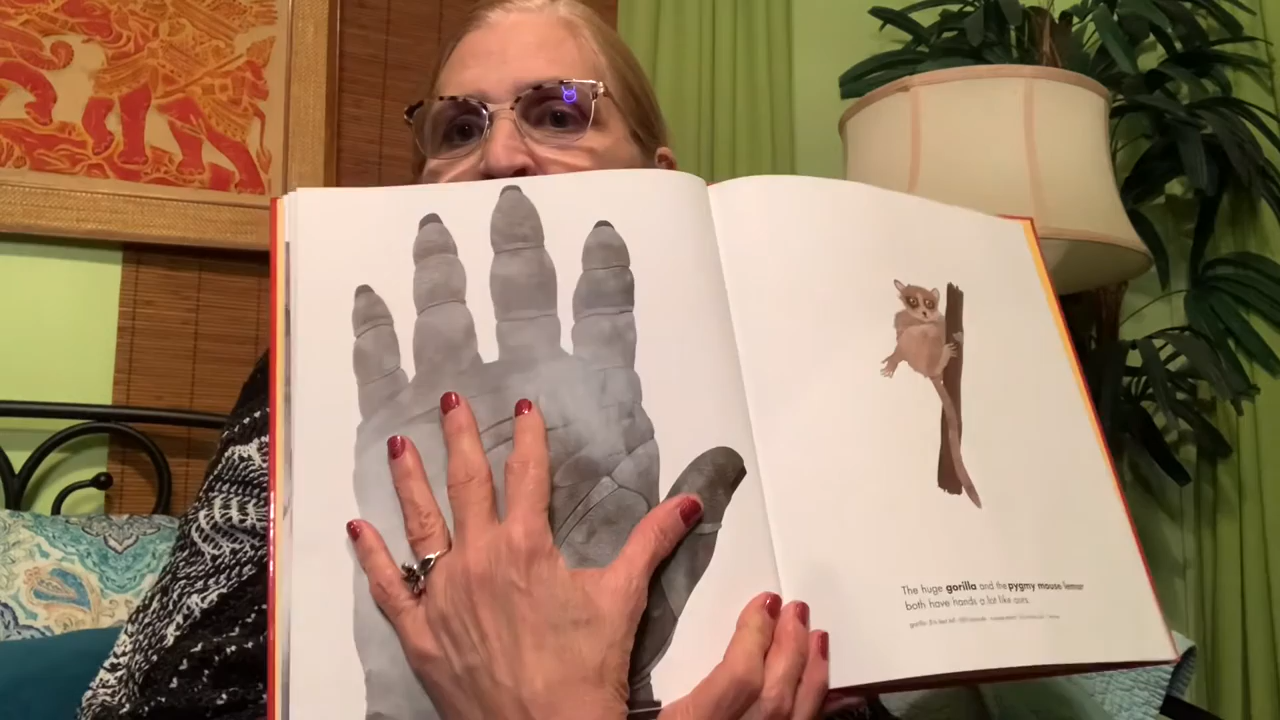 The huge gorilla and the pygmy mouse lemur
both have hands a lot like ours.